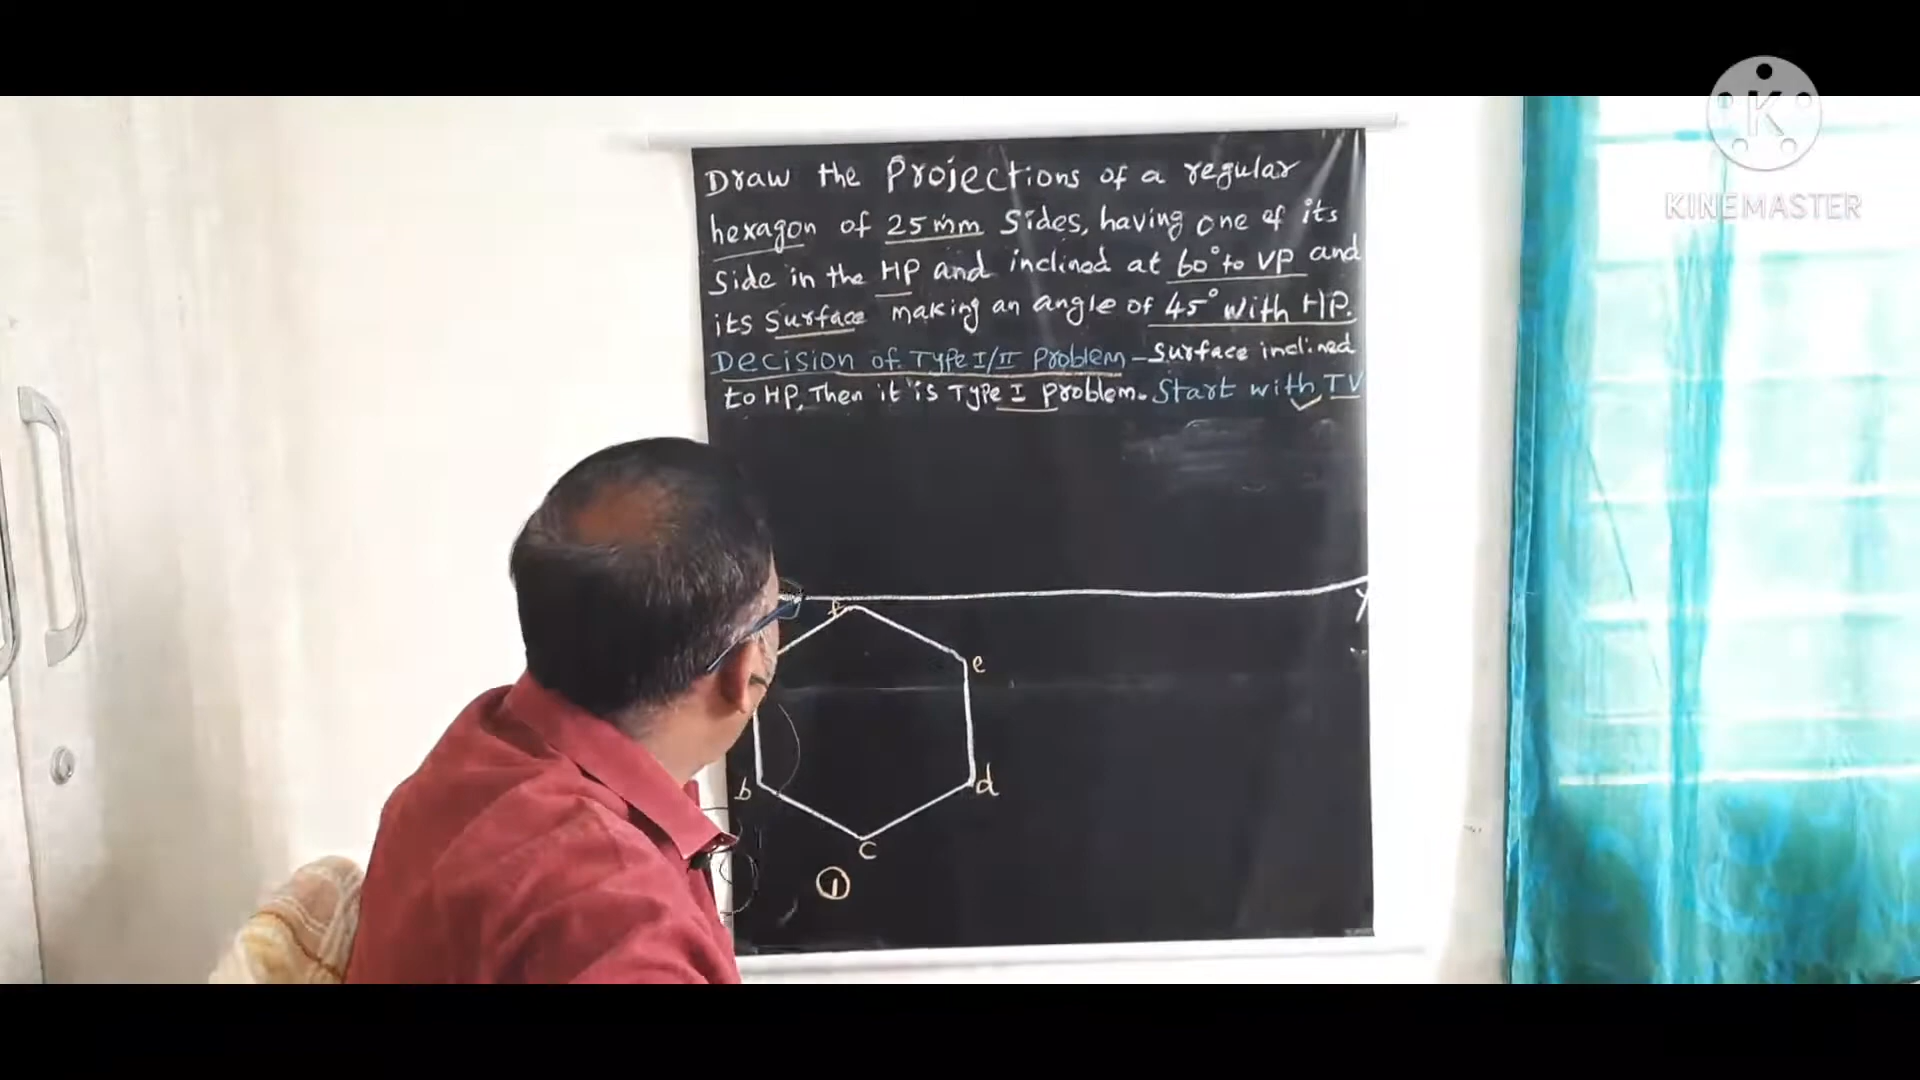 K
KINEMASTER
Draw the Projections of a regular
hexagon of 25mm Sides, having one of its
Side in the HP and inclined at 60° to VP and
its Surface making an angle of 45° with HP.
Decision of Type I/II Problem - Surface inclined
to HP, Then it is Type I Problem. Start with TV
f
Y
e
b
d
c
1